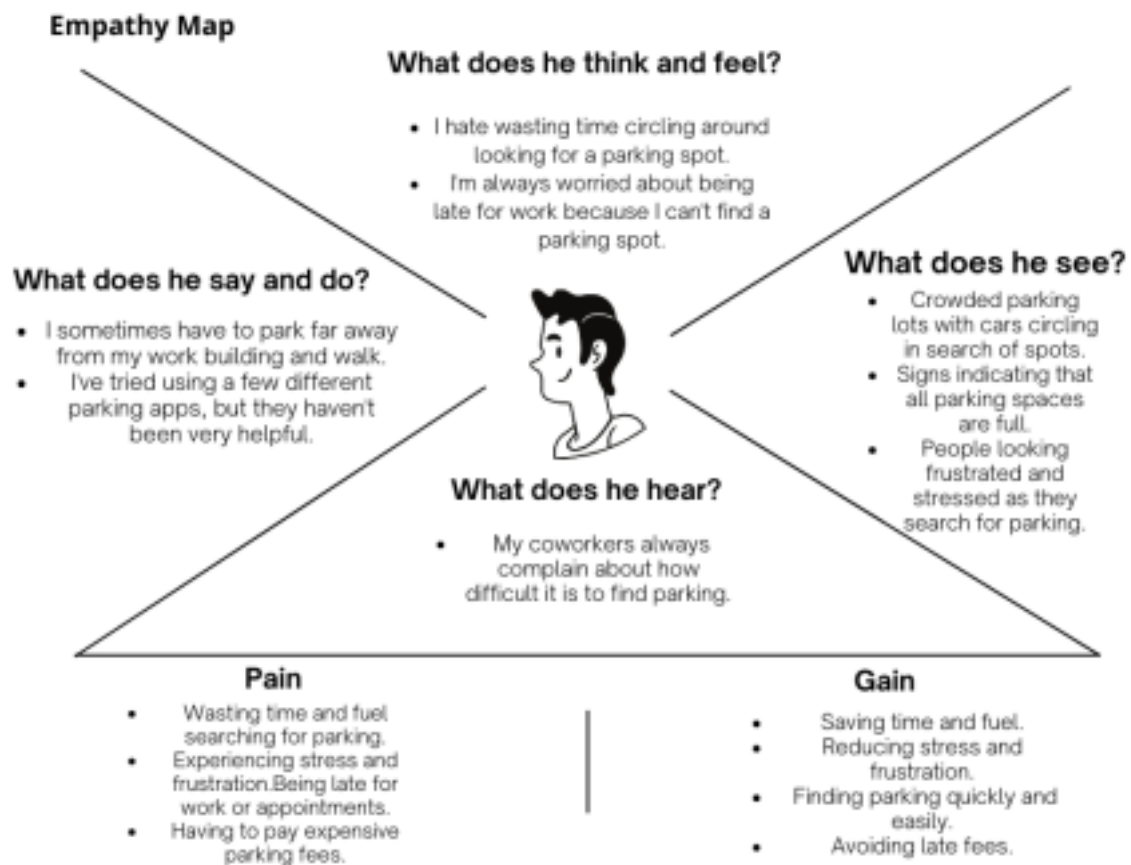 Empathy Map
What does he think and feel?
• I hate wasting time circling around
looking for a parking spot.
• I'm always worried about being
late for work because I can't find a
parking spot.
What does he say and do?
• I sometimes have to park far away
from my work building and walk.
• I've tried using a few different
parking apps, but they haven't
been very helpful.
What does he see?
• Crowded parking
lots with cars circling
in search of spots.
• Signs indicating that
all parking spaces
are full.
• People looking
frustrated and
stressed as they
search for parking.
What does he hear?
• My coworkers always
complain about how
difficult it is to find parking.
Pain
• Wasting time and fuel
searching for parking.
• Experiencing stress and
frustration.Being late for
work or appointments.
• Having to pay expensive
parking fees.
Gain
• Saving time and fuel.
• Reducing stress and
frustration.
• Finding parking quickly and
easily.
• Avoiding late fees.